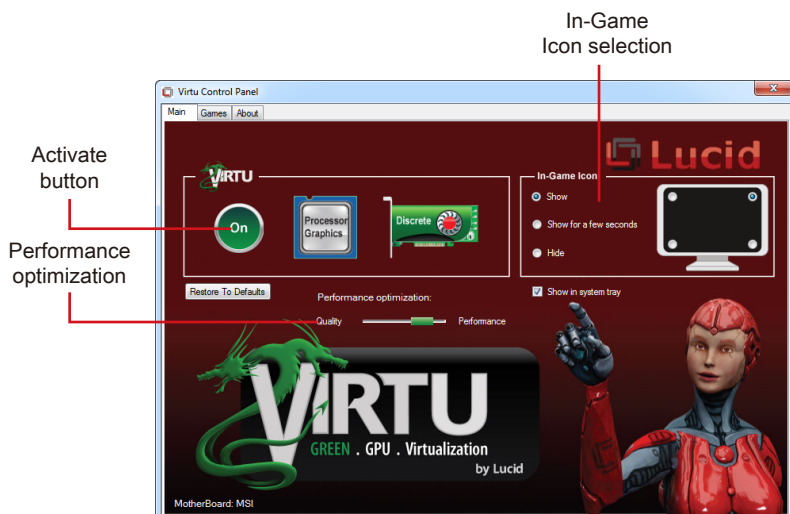 In-Game
Icon selection
Virtu Control Panel
Main Games About
Activate
button
Performance
optimization
Lucid
VIRTU
On
Processor
Graphics
Discrete
In-Game Icon
Show
Show for a few seconds
Hide
Restore To Defaults
Show in system tray
Performance optimization:
Quality Performance
VIRTU
GREEN . GPU . Virtualization
by Lucid
MotherBoard: MSI